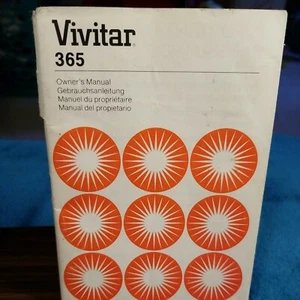 Vivitar
365
Owner's Manual
Gebrauchsanleitung
Manuel du propriétaire
Manual del propietario